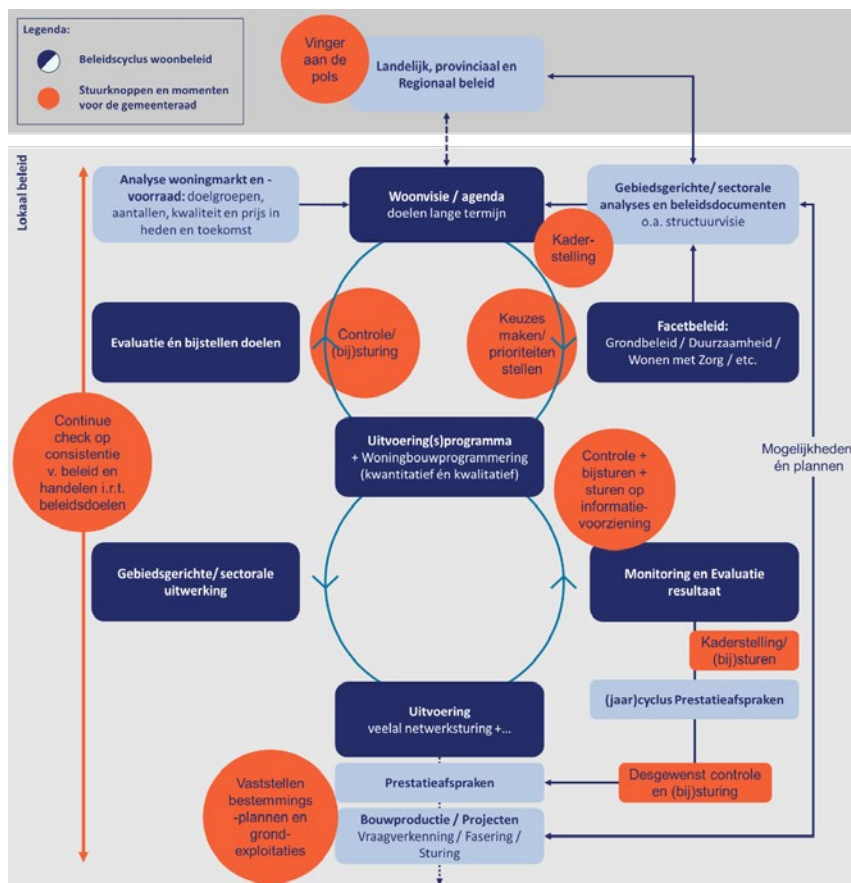 Legenda:
Beleidscyclus woonbeleid
Stuurknoppen en momenten
voor de gemeenteraad
Vinger
aan de
pols
Landelijk, provinciaal en
Regionaal beleid
Lokaal beleid
Analyse woningmarkt en -
voorraad: doelgroepen,
aantallen, kwaliteit en prijs in
heden en toekomst
Woonvisie / agenda
doelen lange termijn
Gebiedsgerichte/ sectorale
analyses en beleidsdocumenten
o.a. structuurvisie
Kader-
stelling
Evaluatie én bijstellen doelen
Controle/
(bij)sturing
Keuzes
maken/
prioriteiten
stellen
Facetbeleid:
Grondbeleid / Duurzaamheid /
Wonen met Zorg / etc.
Continue
check op
consistentie
v. beleid en
handelen i.r.t.
beleidsdoelen
Uitvoering(s)programma
+ Woningbouwprogrammering
(kwantitatief én kwalitatief)
Controle +
bijsturen +
sturen op
informatie-
voorziening
Mogelijkheden
én plannen
Gebiedsgerichte/ sectorale
uitwerking
Monitoring en Evaluatie
resultaat
Kaderstelling/
(bij)sturen
(jaar)cyclus Prestatieafspraken
Uitvoering
veelal netwerksturing +...
Vaststellen
bestemmings
-plannen en
grond-
exploitaties
Prestatieafspraken
Desgewenst controle
en (bij)sturing
Bouwproductie / Projecten
Vraagverkenning / Fasering /
Sturing